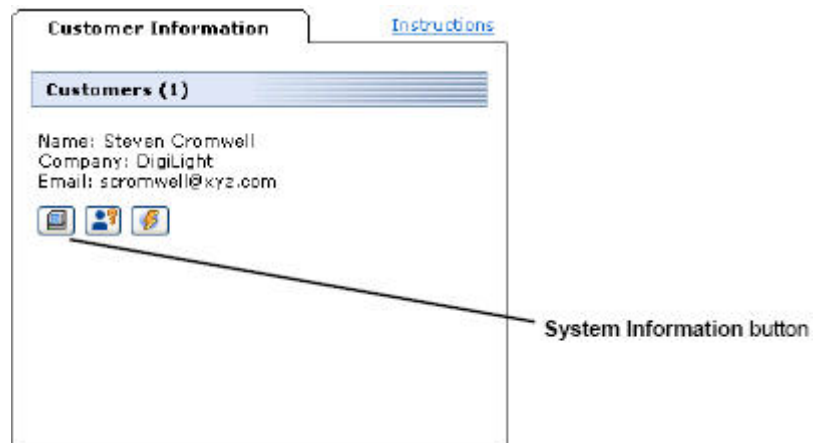 Customer Information
Instructions
Customers (1)
Name: Steven Cromwell
Company: DigiLight
Email: scromwell@xyz.com
System Information button